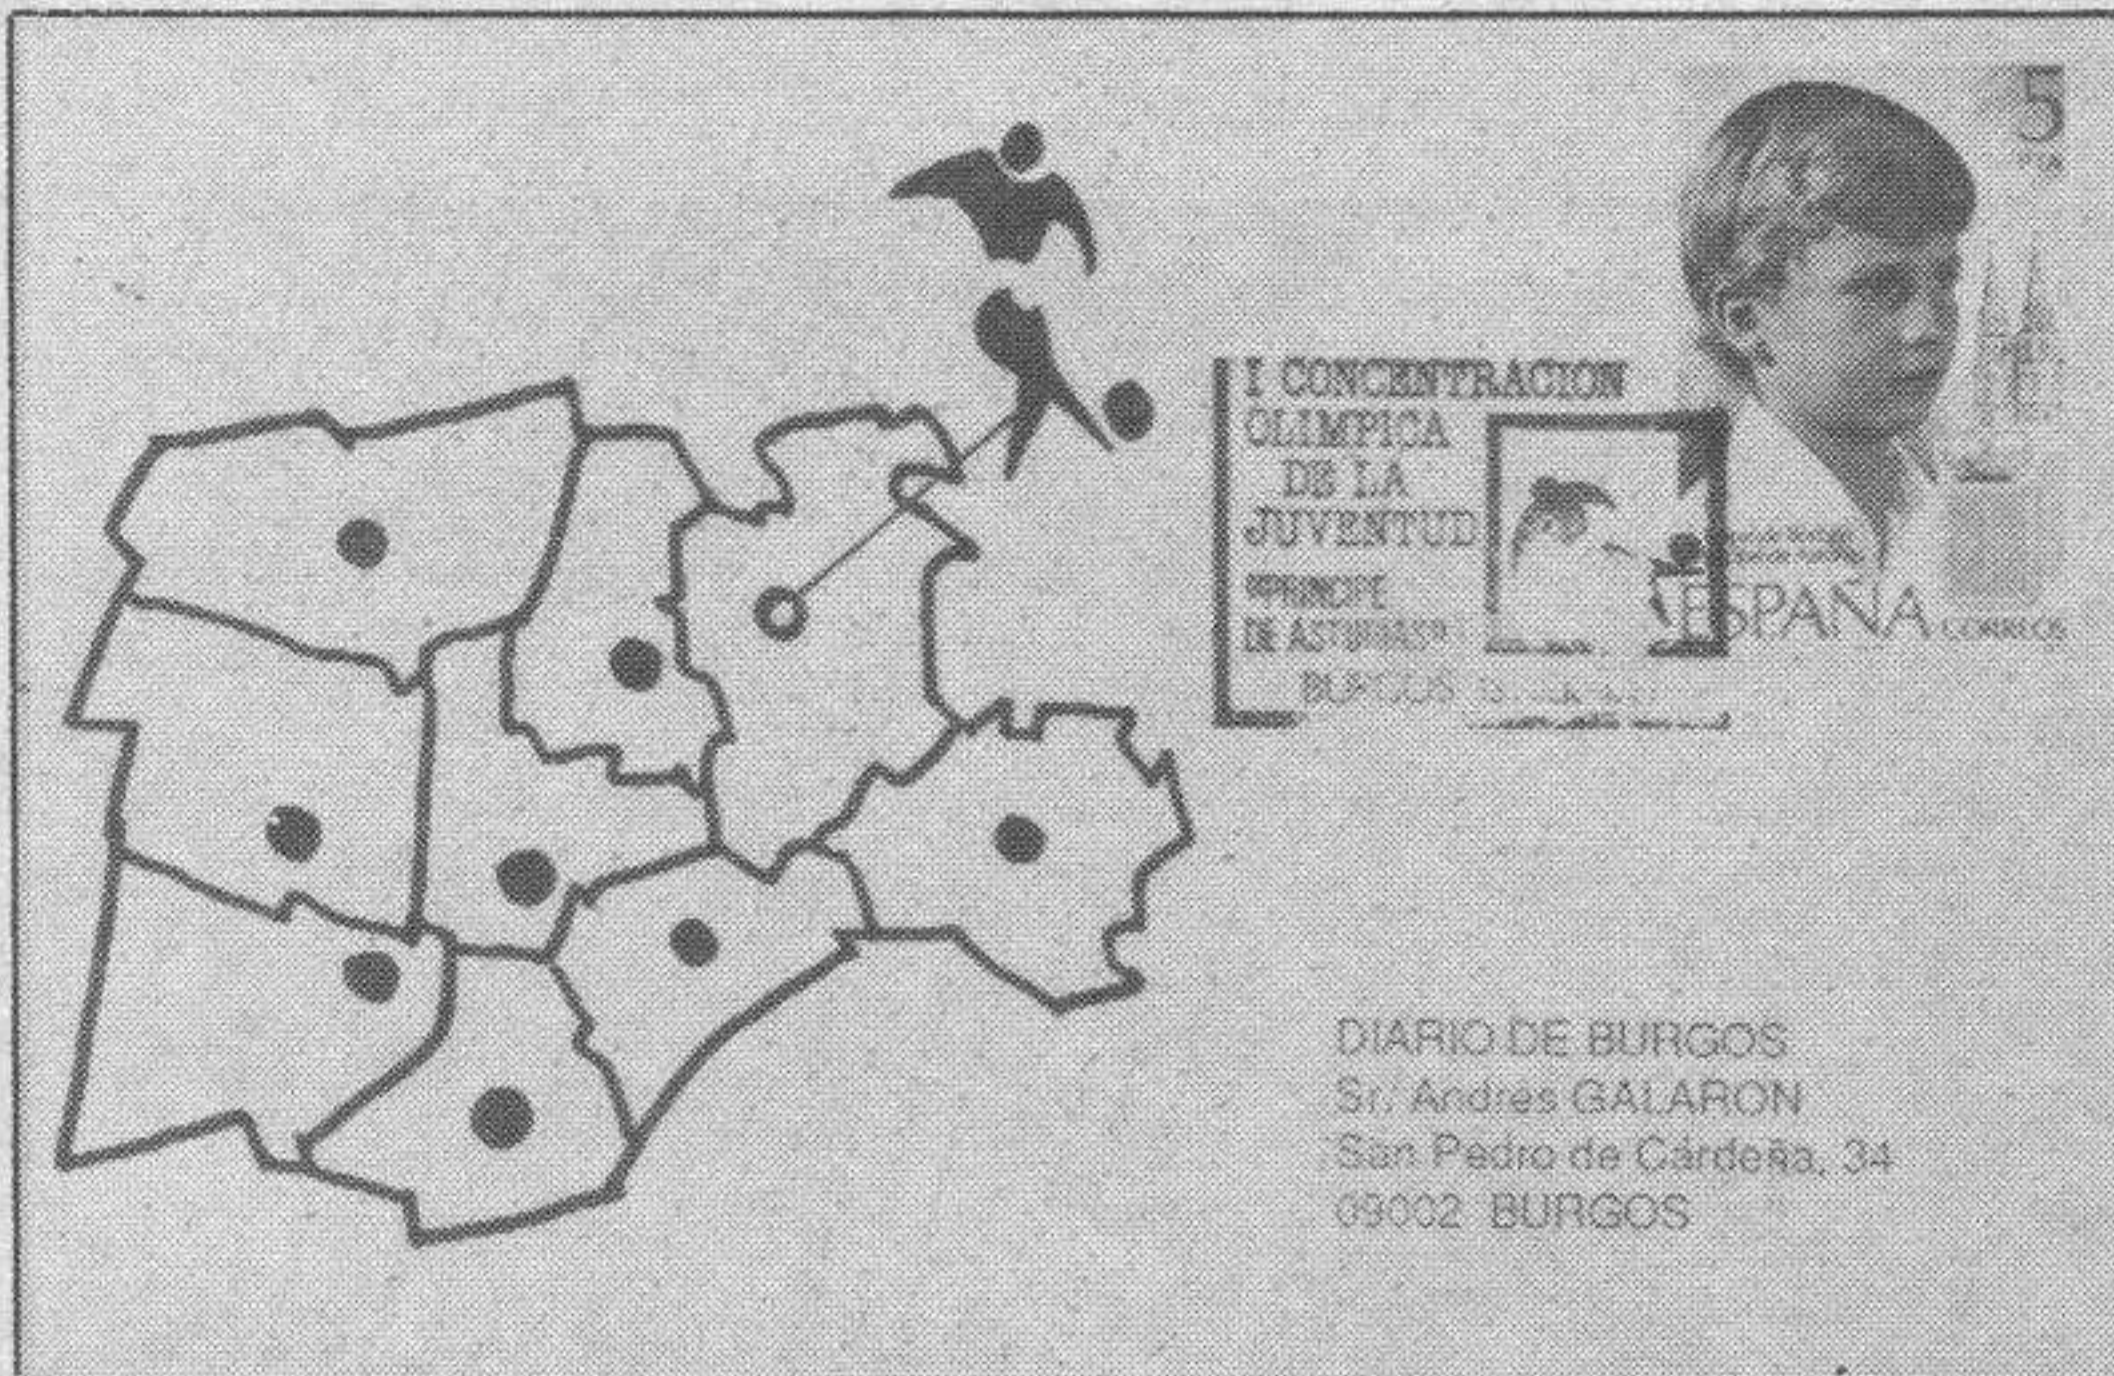 5
PTA
I CONCENTRACION
OLIMPICA
DE LA
JUVENTUD
"PRINCIPE
DE ASTURIAS"
BURGOS
ESPAÑA CORREOS
DIARIO DE BURGOS
Sr. Andres GALARON
San Pedro de Cárdeña, 34
09002 BURGOS